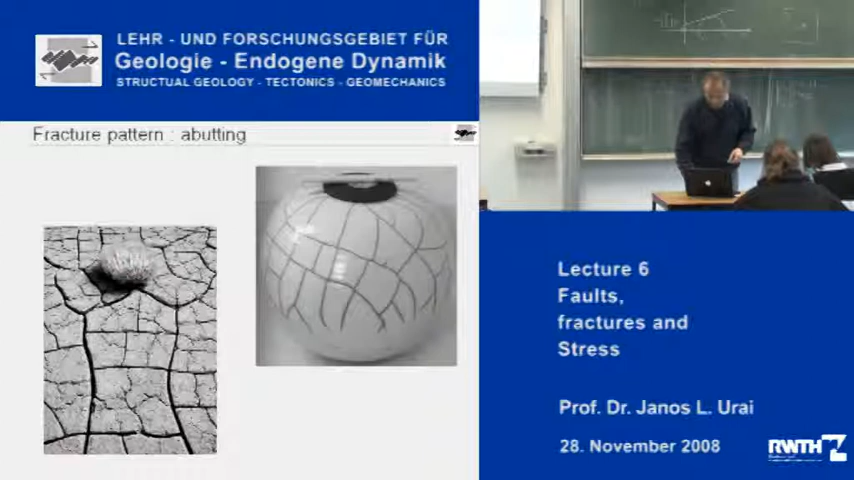 LEHR - UND FORSCHUNGSGEBIET FÜR
Geologie - Endogene Dynamik
STRUCTUAL GEOLOGY - TECTONICS - GEOMECHANICS
Fracture pattern : abutting
Lecture 6
Faults,
fractures and
Stress
Prof. Dr. Janos L. Urai
28. November 2008
RWTH